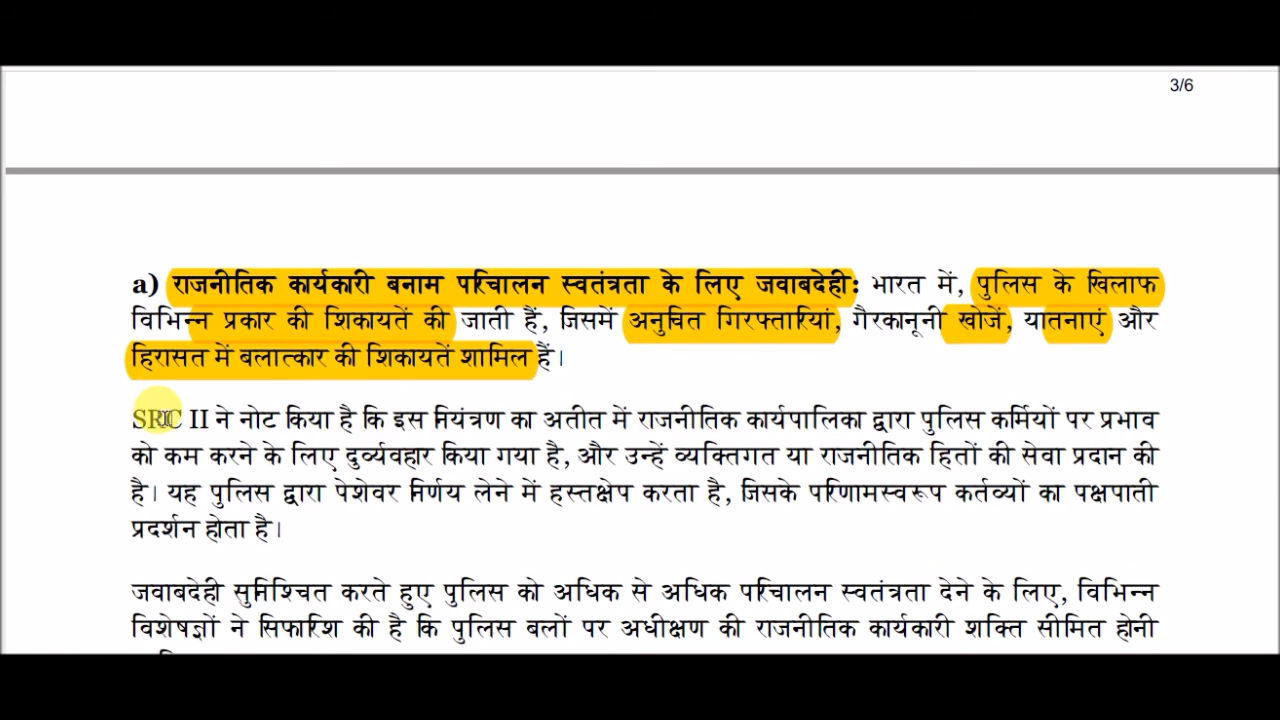 3/6
a) राजनीतिक कार्यकारी बनाम परिचालन स्वतंत्रता के लिए जवाबदेही: भारत में, पुलिस के खिलाफ
विभिन्न प्रकार की शिकायतें की जाती हैं, जिसमें अनुचित गिरफ्तारियां, गैरकानूनी खोजें, यातनाएं और
हिरासत में बलात्कार की शिकायतें शामिल हैं।
SRC II ने नोट किया है कि इस नियंत्रण का अतीत में राजनीतिक कार्यपालिका द्वारा पुलिस कर्मियों पर प्रभाव
को कम करने के लिए दुर्व्यवहार किया गया है, और उन्हें व्यक्तिगत या राजनीतिक हितों की सेवा प्रदान की
है। यह पुलिस द्वारा पेशेवर निर्णय लेने में हस्तक्षेप करता है, जिसके परिणामस्वरूप कर्तव्यों का पक्षपाती
प्रदर्शन होता है।
जवाबदेही सुनिश्चित करते हुए पुलिस को अधिक से अधिक परिचालन स्वतंत्रता देने के लिए, विभिन्न
विशेषज्ञों ने सिफारिश की है कि पुलिस बलों पर अधीक्षण की राजनीतिक कार्यकारी शक्ति सीमित होनी